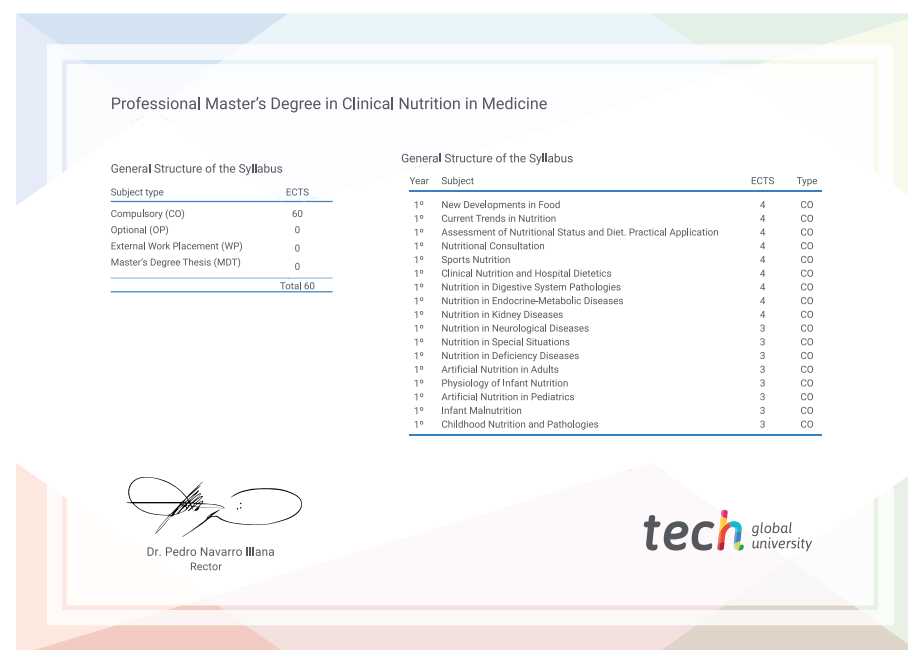 Professional Master's Degree in Clinical Nutrition in Medicine
General Structure of the Syllabus
Subject type ECTS
Compulsory (CO) 60
Optional (OP) 0
External Work Placement (WP) 0
Master's Degree Thesis (MDT) 0
Total 60
General Structure of the Syllabus
Year Subject ECTS Type
1º New Developments in Food 4 CO
1º Current Trends in Nutrition 4 CO
1º Assessment of Nutritional Status and Diet. Practical Application 4 CO
1º Nutritional Consultation 4 CO
1º Sports Nutrition 4 CO
1º Clinical Nutrition and Hospital Dietetics 4 CO
1º Nutrition in Digestive System Pathologies 4 CO
1º Nutrition in Endocrine-Metabolic Diseases 4 CO
1º Nutrition in Kidney Diseases 4 CO
1º Nutrition in Neurological Diseases 3 CO
1º Nutrition in Special Situations 3 CO
1º Nutrition in Deficiency Diseases 3 CO
1º Artificial Nutrition in Adults 3 CO
1º Physiology of Infant Nutrition 3 CO
1º Artificial Nutrition in Pediatrics 3 CO
1º Infant Malnutrition 3 CO
1º Childhood Nutrition and Pathologies 3 CO
Dr. Pedro Navarro Illana
Rector
tech global
university